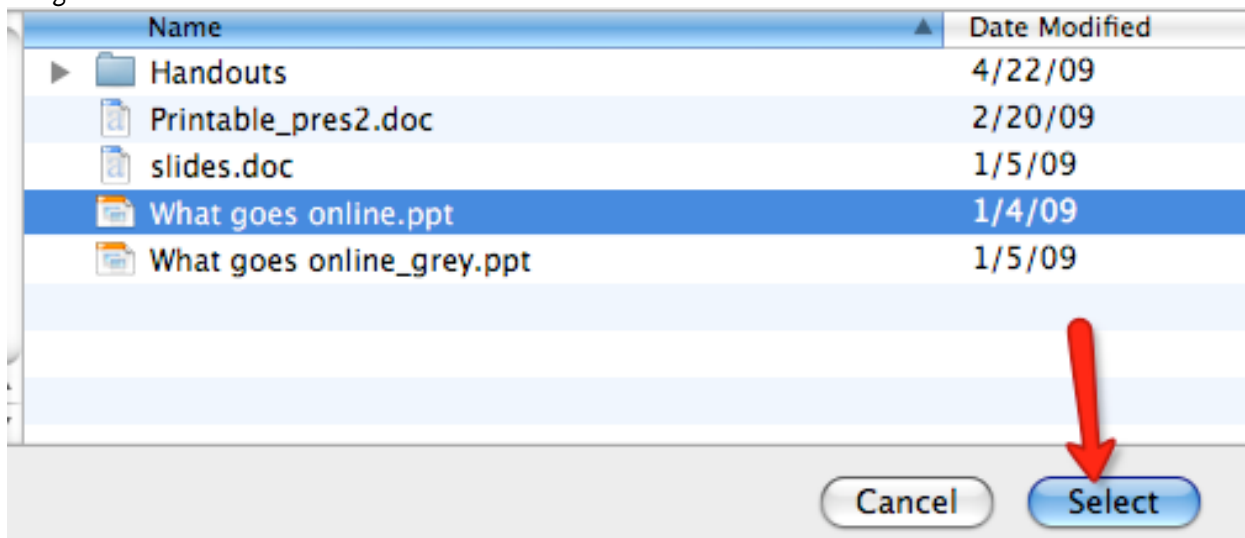 Name Date Modified
Handouts 4/22/09
Printable_pres2.doc 2/20/09
slides.doc 1/5/09
What goes online.ppt 1/4/09
What goes online_grey.ppt 1/5/09
Cancel Select